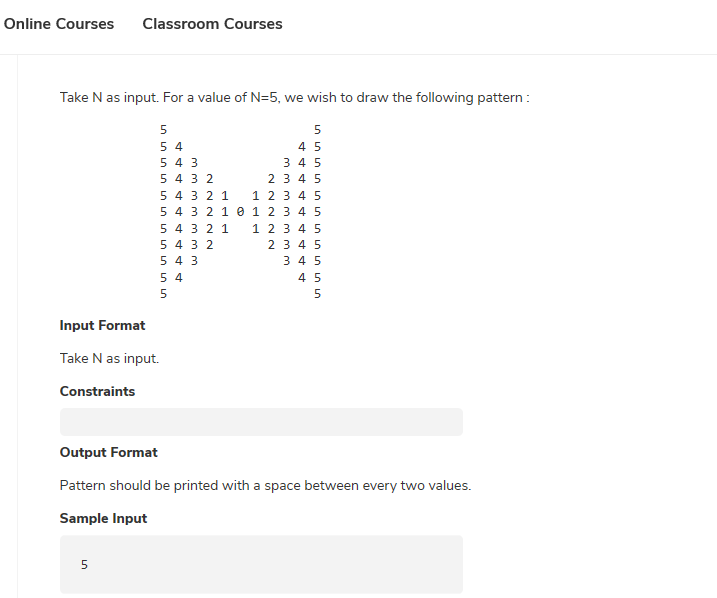 Online Courses Classroom Courses
Take N as input. For a value of N=5, we wish to draw the following pattern :
5                   5
5 4               4 5
5 4 3           3 4 5
5 4 3 2       2 3 4 5
5 4 3 2 1   1 2 3 4 5
5 4 3 2 1 0 1 2 3 4 5
5 4 3 2 1   1 2 3 4 5
5 4 3 2       2 3 4 5
5 4 3           3 4 5
5 4               4 5
5                   5
Input Format
Take N as input.
Constraints
Output Format
Pattern should be printed with a space between every two values.
Sample Input
5